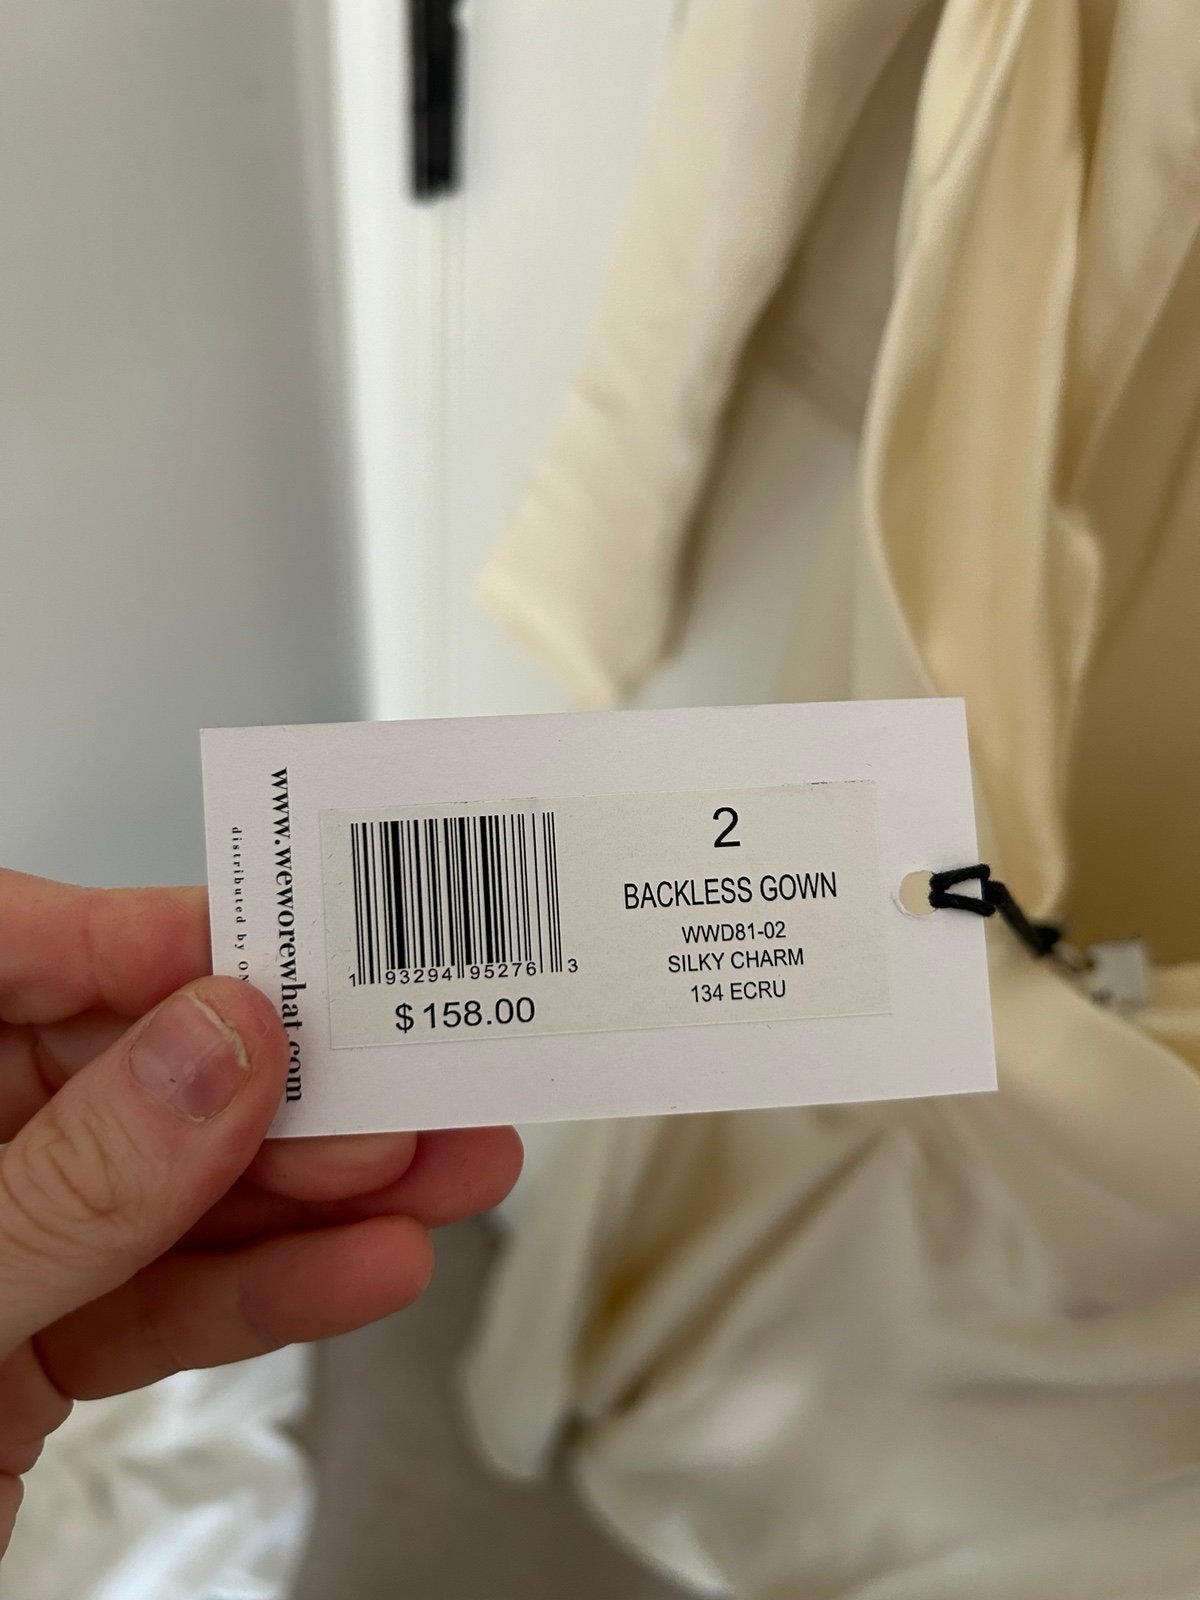 www.weworewhat.com
distributed by
1 93294 95276 3
$ 158.00
2
BACKLESS GOWN
WWD81-02
SILKY CHARM
134 ECRU